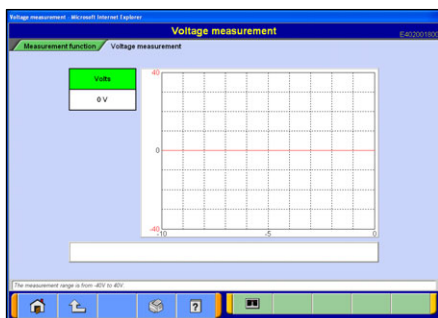 Voltage measurement - Microsoft Internet Explorer
Voltage measurement
E402001800
Measurement function Voltage measurement
Volts
0 V
40
0
-40
-10 -5 0
The measurement range is from -40V to 40V
?